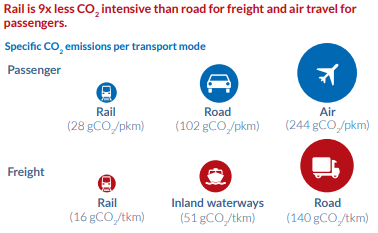 Rail is 9x less CO₂ intensive than road for freight and air travel for
passengers.
Specific CO₂ emissions per transport mode
Passenger
Rail
(28 gCO₂/pkm)
Road
(102 gCO₂/pkm)
Air
(244 gCO₂/pkm)
Freight
Rail
(16 gCO₂/tkm)
Inland waterways
(51 gCO₂/tkm)
Road
(140 gCO₂/tkm)